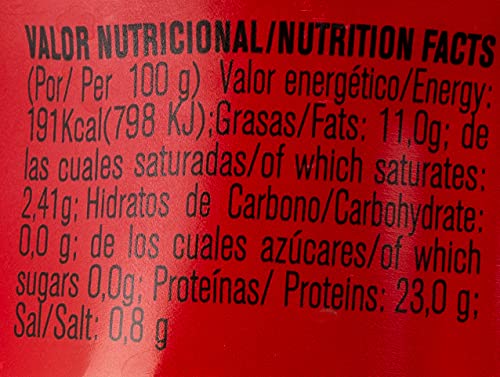 VALOR NUTRICIONAL/NUTRITION FACTS
(Por/ Per 100 g) Valor energético/Energy:
191Kcal(798 KJ);Grasas/Fats: 11,0g; de
las cuales saturadas/of which saturates:
2,41g; Hidratos de Carbono/Carbohydrate:
0,0 g; de los cuales azúcares/of which
sugars 0,0g; Proteínas/ Proteins: 23,0 g;
Sal/Salt: 0,8 g